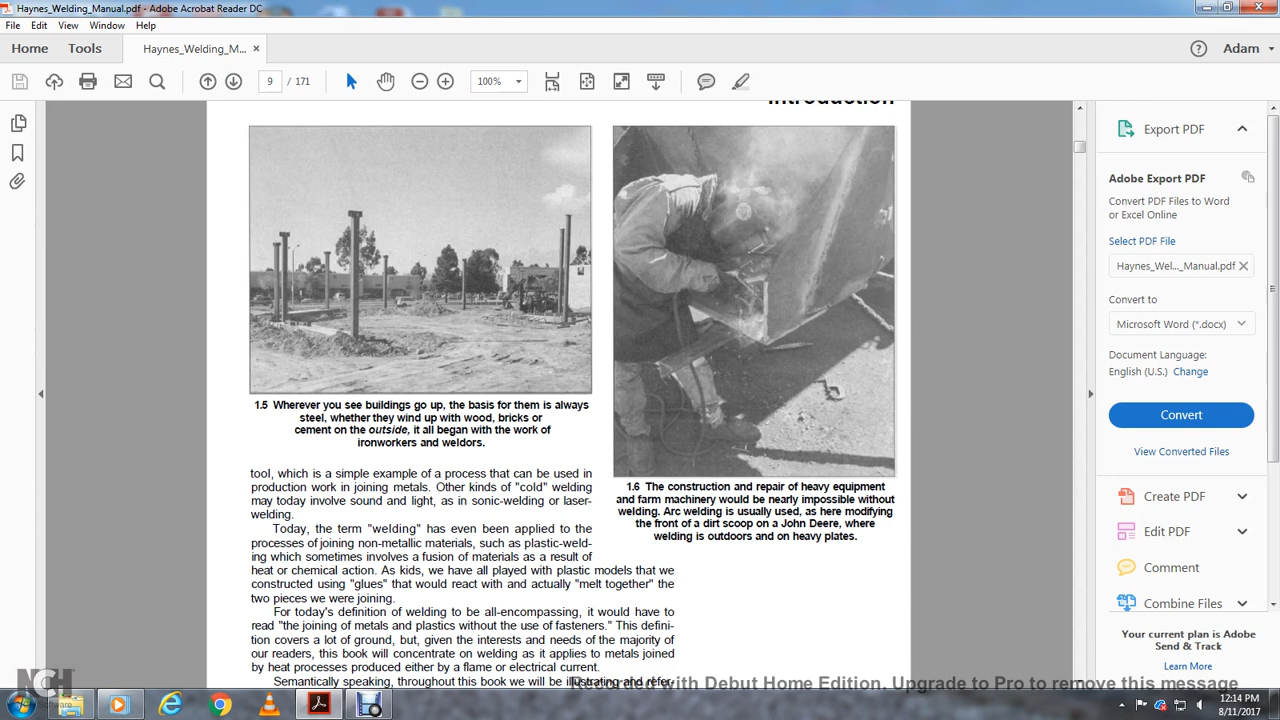 Haynes_Welding_Manual.pdf - Adobe Acrobat Reader DC
File Edit View Window Help
Home Tools Haynes_Welding_M... × Adam
9 / 171 100%
Introduction
1.5 Wherever you see buildings go up, the basis for them is always
steel, whether they wind up with wood, bricks or
cement on the outside, it all began with the work of
ironworkers and weldors.
tool, which is a simple example of a process that can be used in
production work in joining metals. Other kinds of "cold" welding
may today involve sound and light, as in sonic-welding or laser-
welding.
Today, the term "welding" has even been applied to the
processes of joining non-metallic materials, such as plastic-weld-
ing which sometimes involves a fusion of materials as a result of
heat or chemical action. As kids, we have all played with plastic models that we
constructed using "glues" that would react with and actually "melt together" the
two pieces we were joining.
For today's definition of welding to be all-encompassing, it would have to
read "the joining of metals and plastics without the use of fasteners." This defini-
tion covers a lot of ground, but, given the interests and needs of the majority of
our readers, this book will concentrate on welding as it applies to metals joined
by heat processes produced either by a flame or electrical current.
Semantically speaking, throughout this book we will be illustrating and refer-
1.6 The construction and repair of heavy equipment
and farm machinery would be nearly impossible without
welding. Arc welding is usually used, as here modifying
the front of a dirt scoop on a John Deere, where
welding is outdoors and on heavy plates.
Export PDF
Adobe Export PDF
Convert PDF Files to Word
or Excel Online
Select PDF File
Haynes_Wel..._Manual.pdf
Convert to
Microsoft Word (*.docx)
Document Language:
English (U.S.) Change
Convert
View Converted Files
Create PDF
Edit PDF
Comment
Combine Files
Your current plan is Adobe
Send & Track
Learn More
NCH
Software
Recorded with Debut Home Edition. Upgrade to Pro to remove this message
12:14 PM
8/11/2017